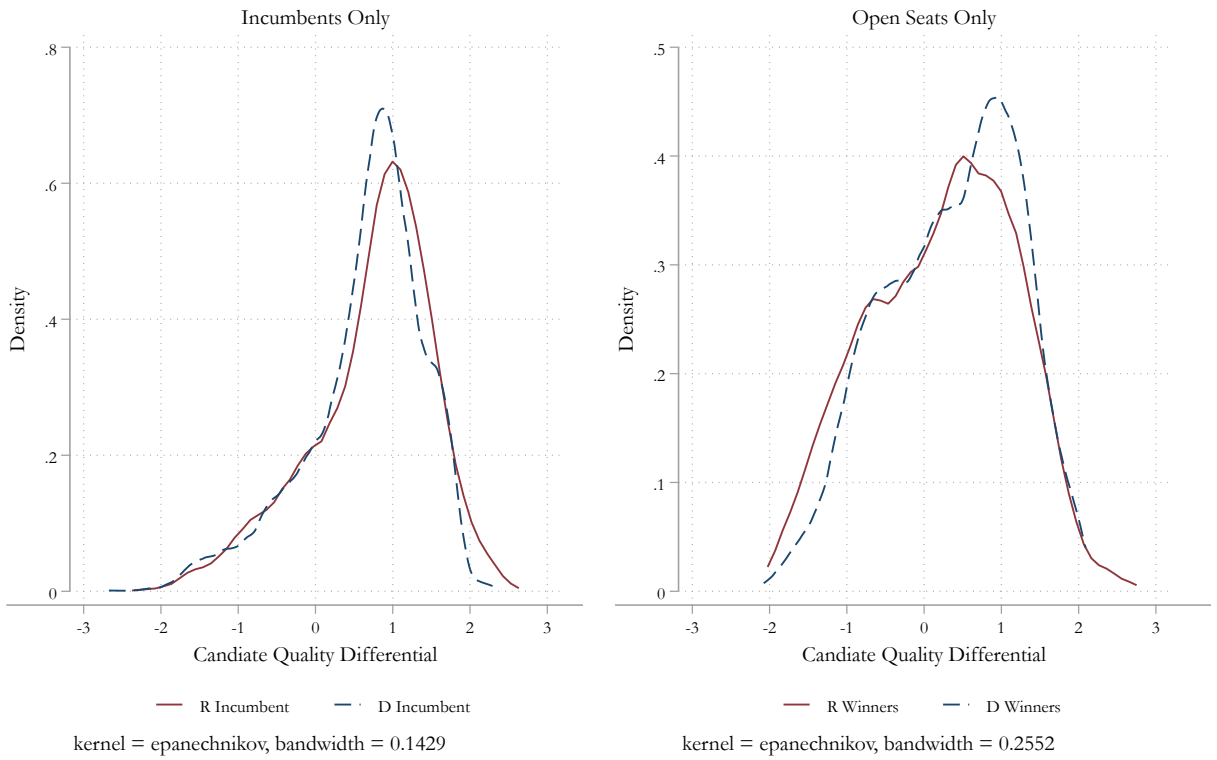 Incumbents Only
.8
.6
.4
.2
0
Density
-3 -2 -1 0 1 2 3
Candiate Quality Differential
R Incumbent D Incumbent
kernel = epanechnikov, bandwidth = 0.1429
Open Seats Only
.5
.4
.3
.2
.1
0
Density
-3 -2 -1 0 1 2 3
Candiate Quality Differential
R Winners D Winners
kernel = epanechnikov, bandwidth = 0.2552